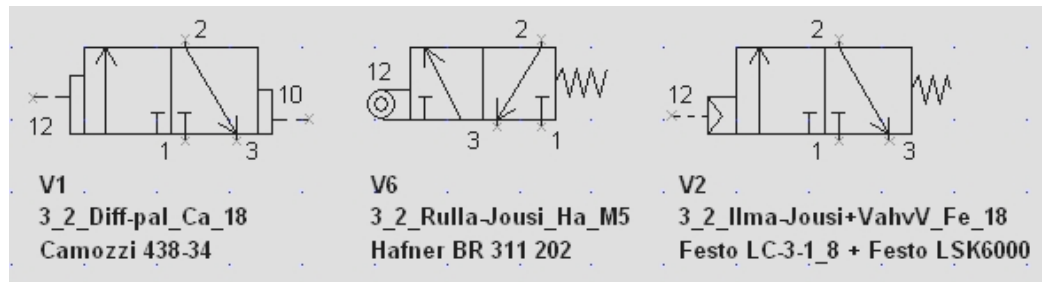 2
12
10
1
3
V1
3_2_Diff-pal_Ca_18
Camozzi 438-34
2
12
3
1
V6
3_2_Rulla-Jousi_Ha_M5
Hafner BR 311 202
2
12
1
3
V2
3_2_Ilma-Jousi+VahvV_Fe_18
Festo LC-3-1_8 + Festo LSK6000